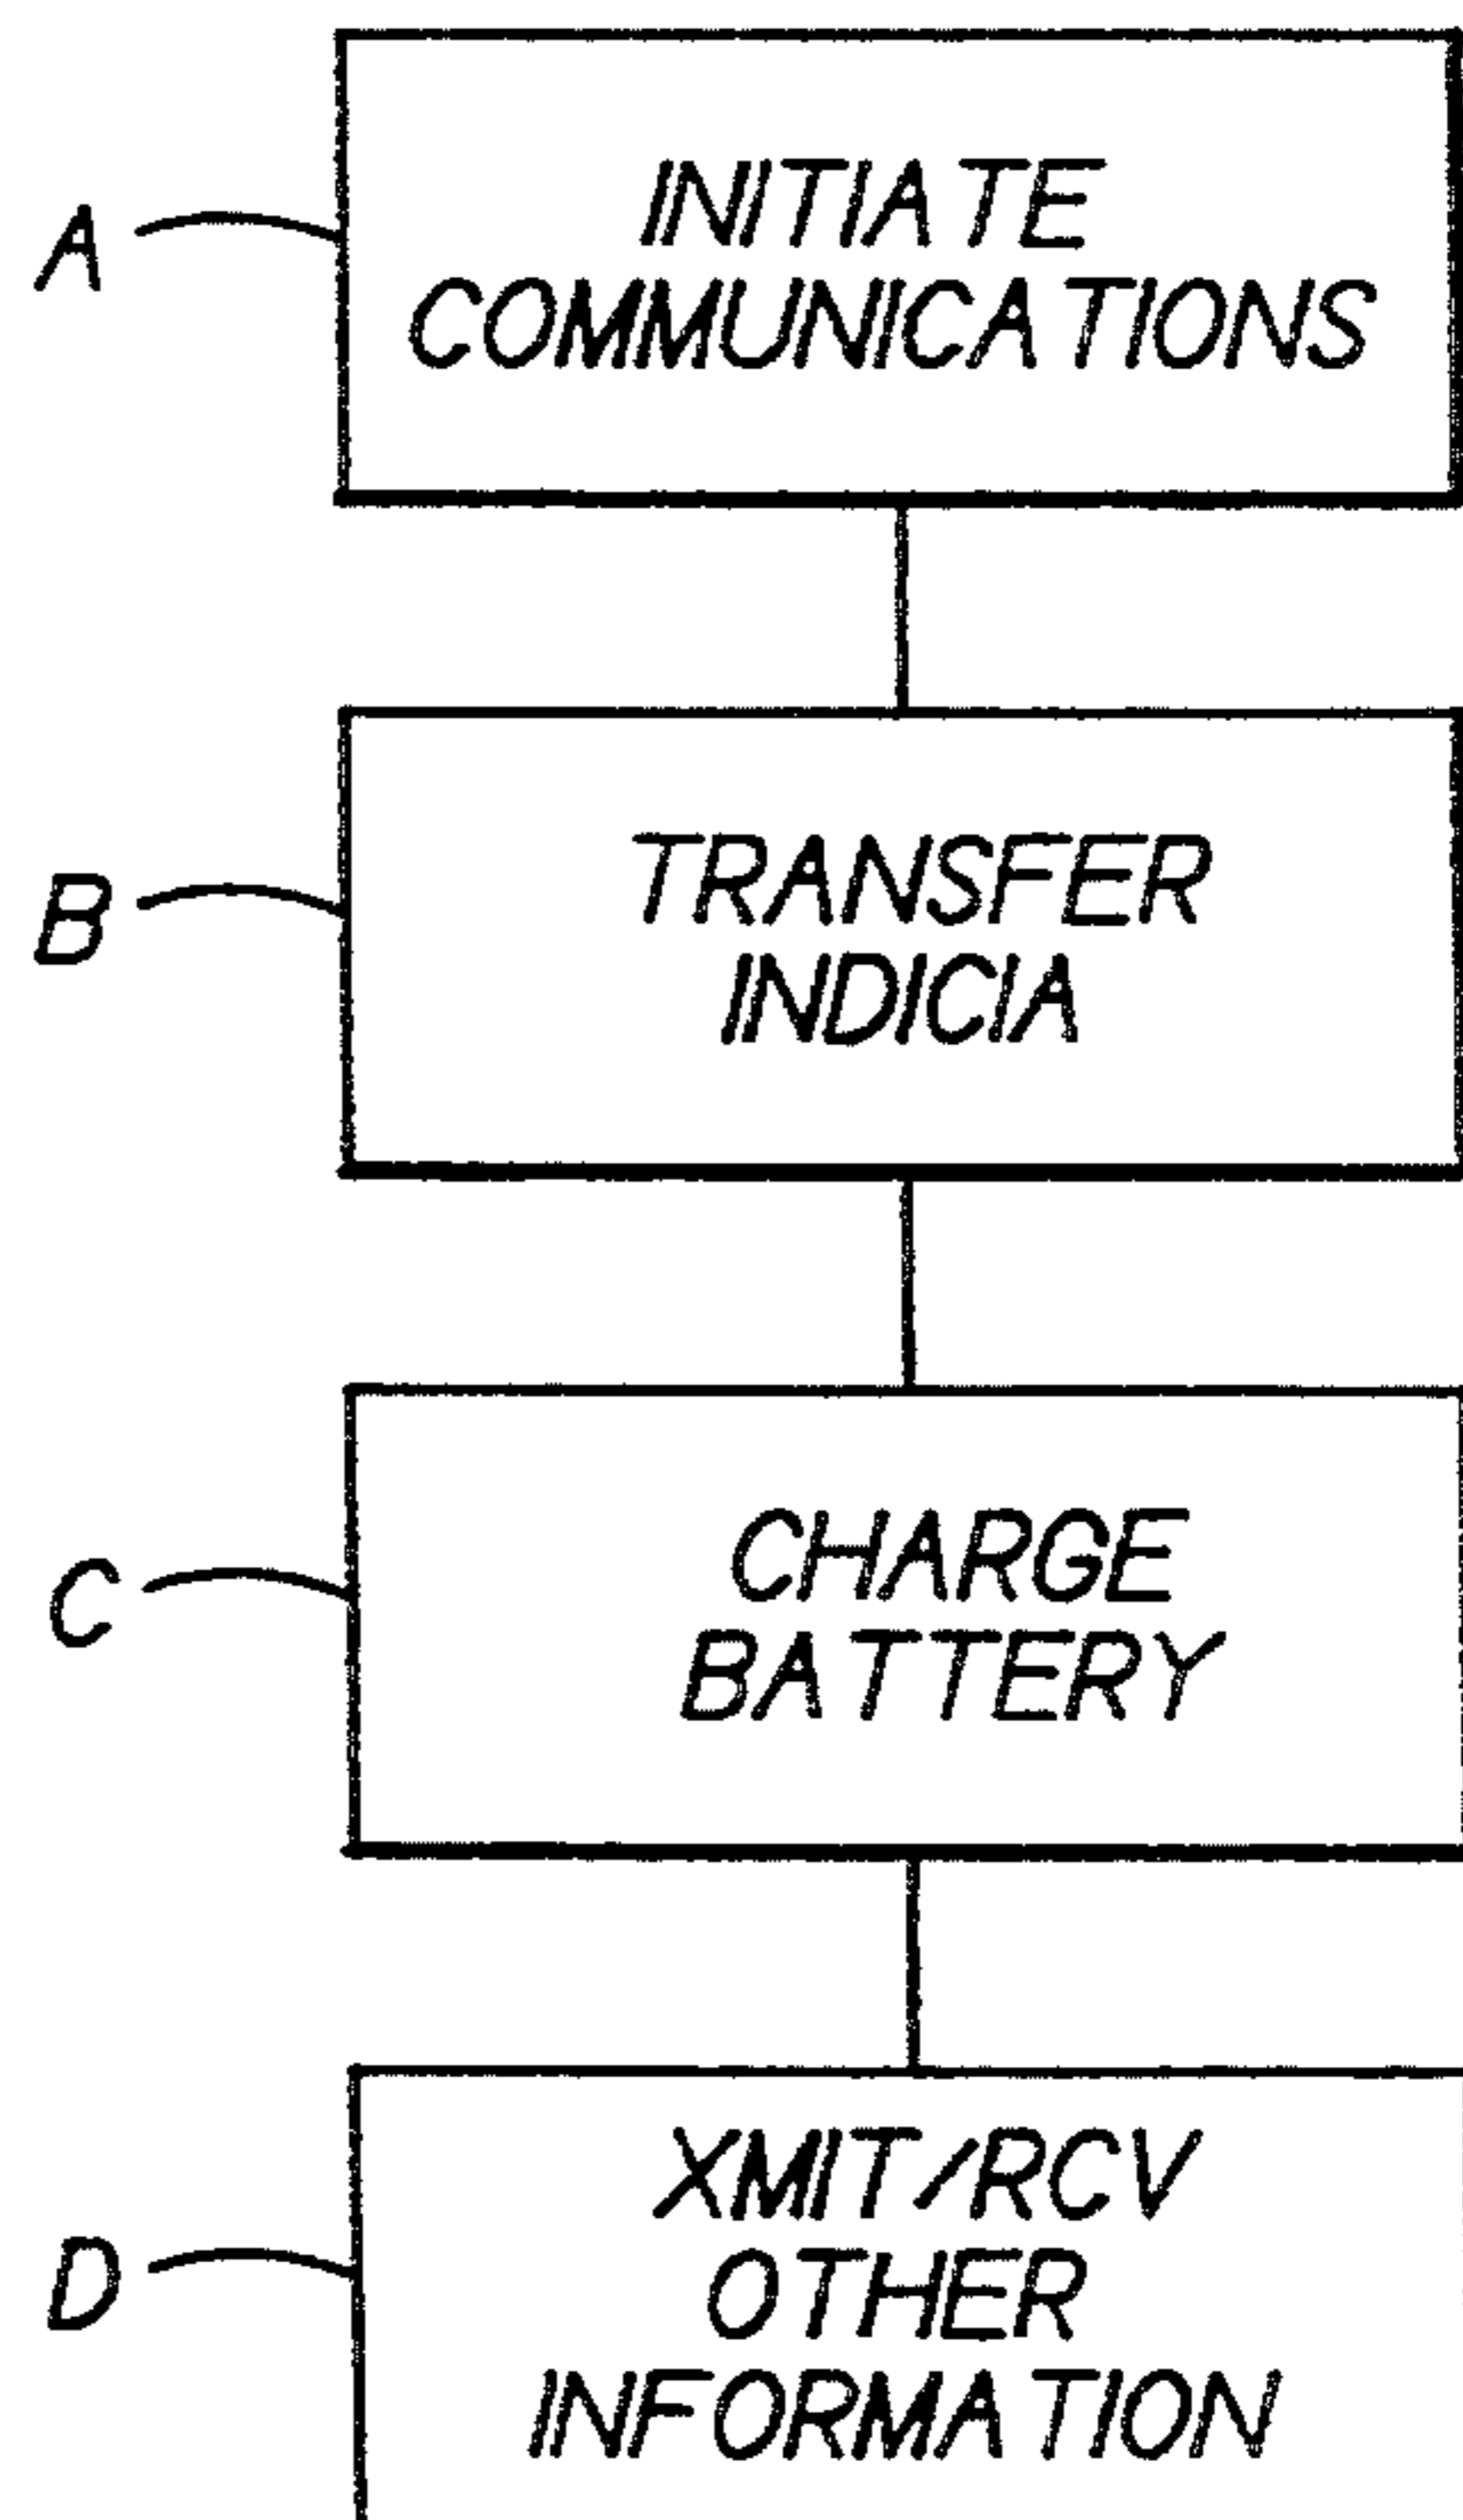 A
INITIATE
COMMUNICATIONS
B
TRANSFER
INDICIA
C
CHARGE
BATTERY
D
XMIT/RCV
OTHER
INFORMATION